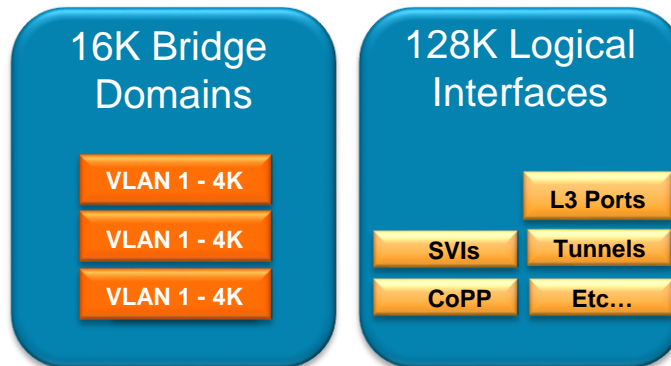 16K Bridge
Domains
VLAN 1 - 4K
VLAN 1 - 4K
VLAN 1 - 4K
128K Logical
Interfaces
L3 Ports
SVIs
Tunnels
CoPP
Etc…